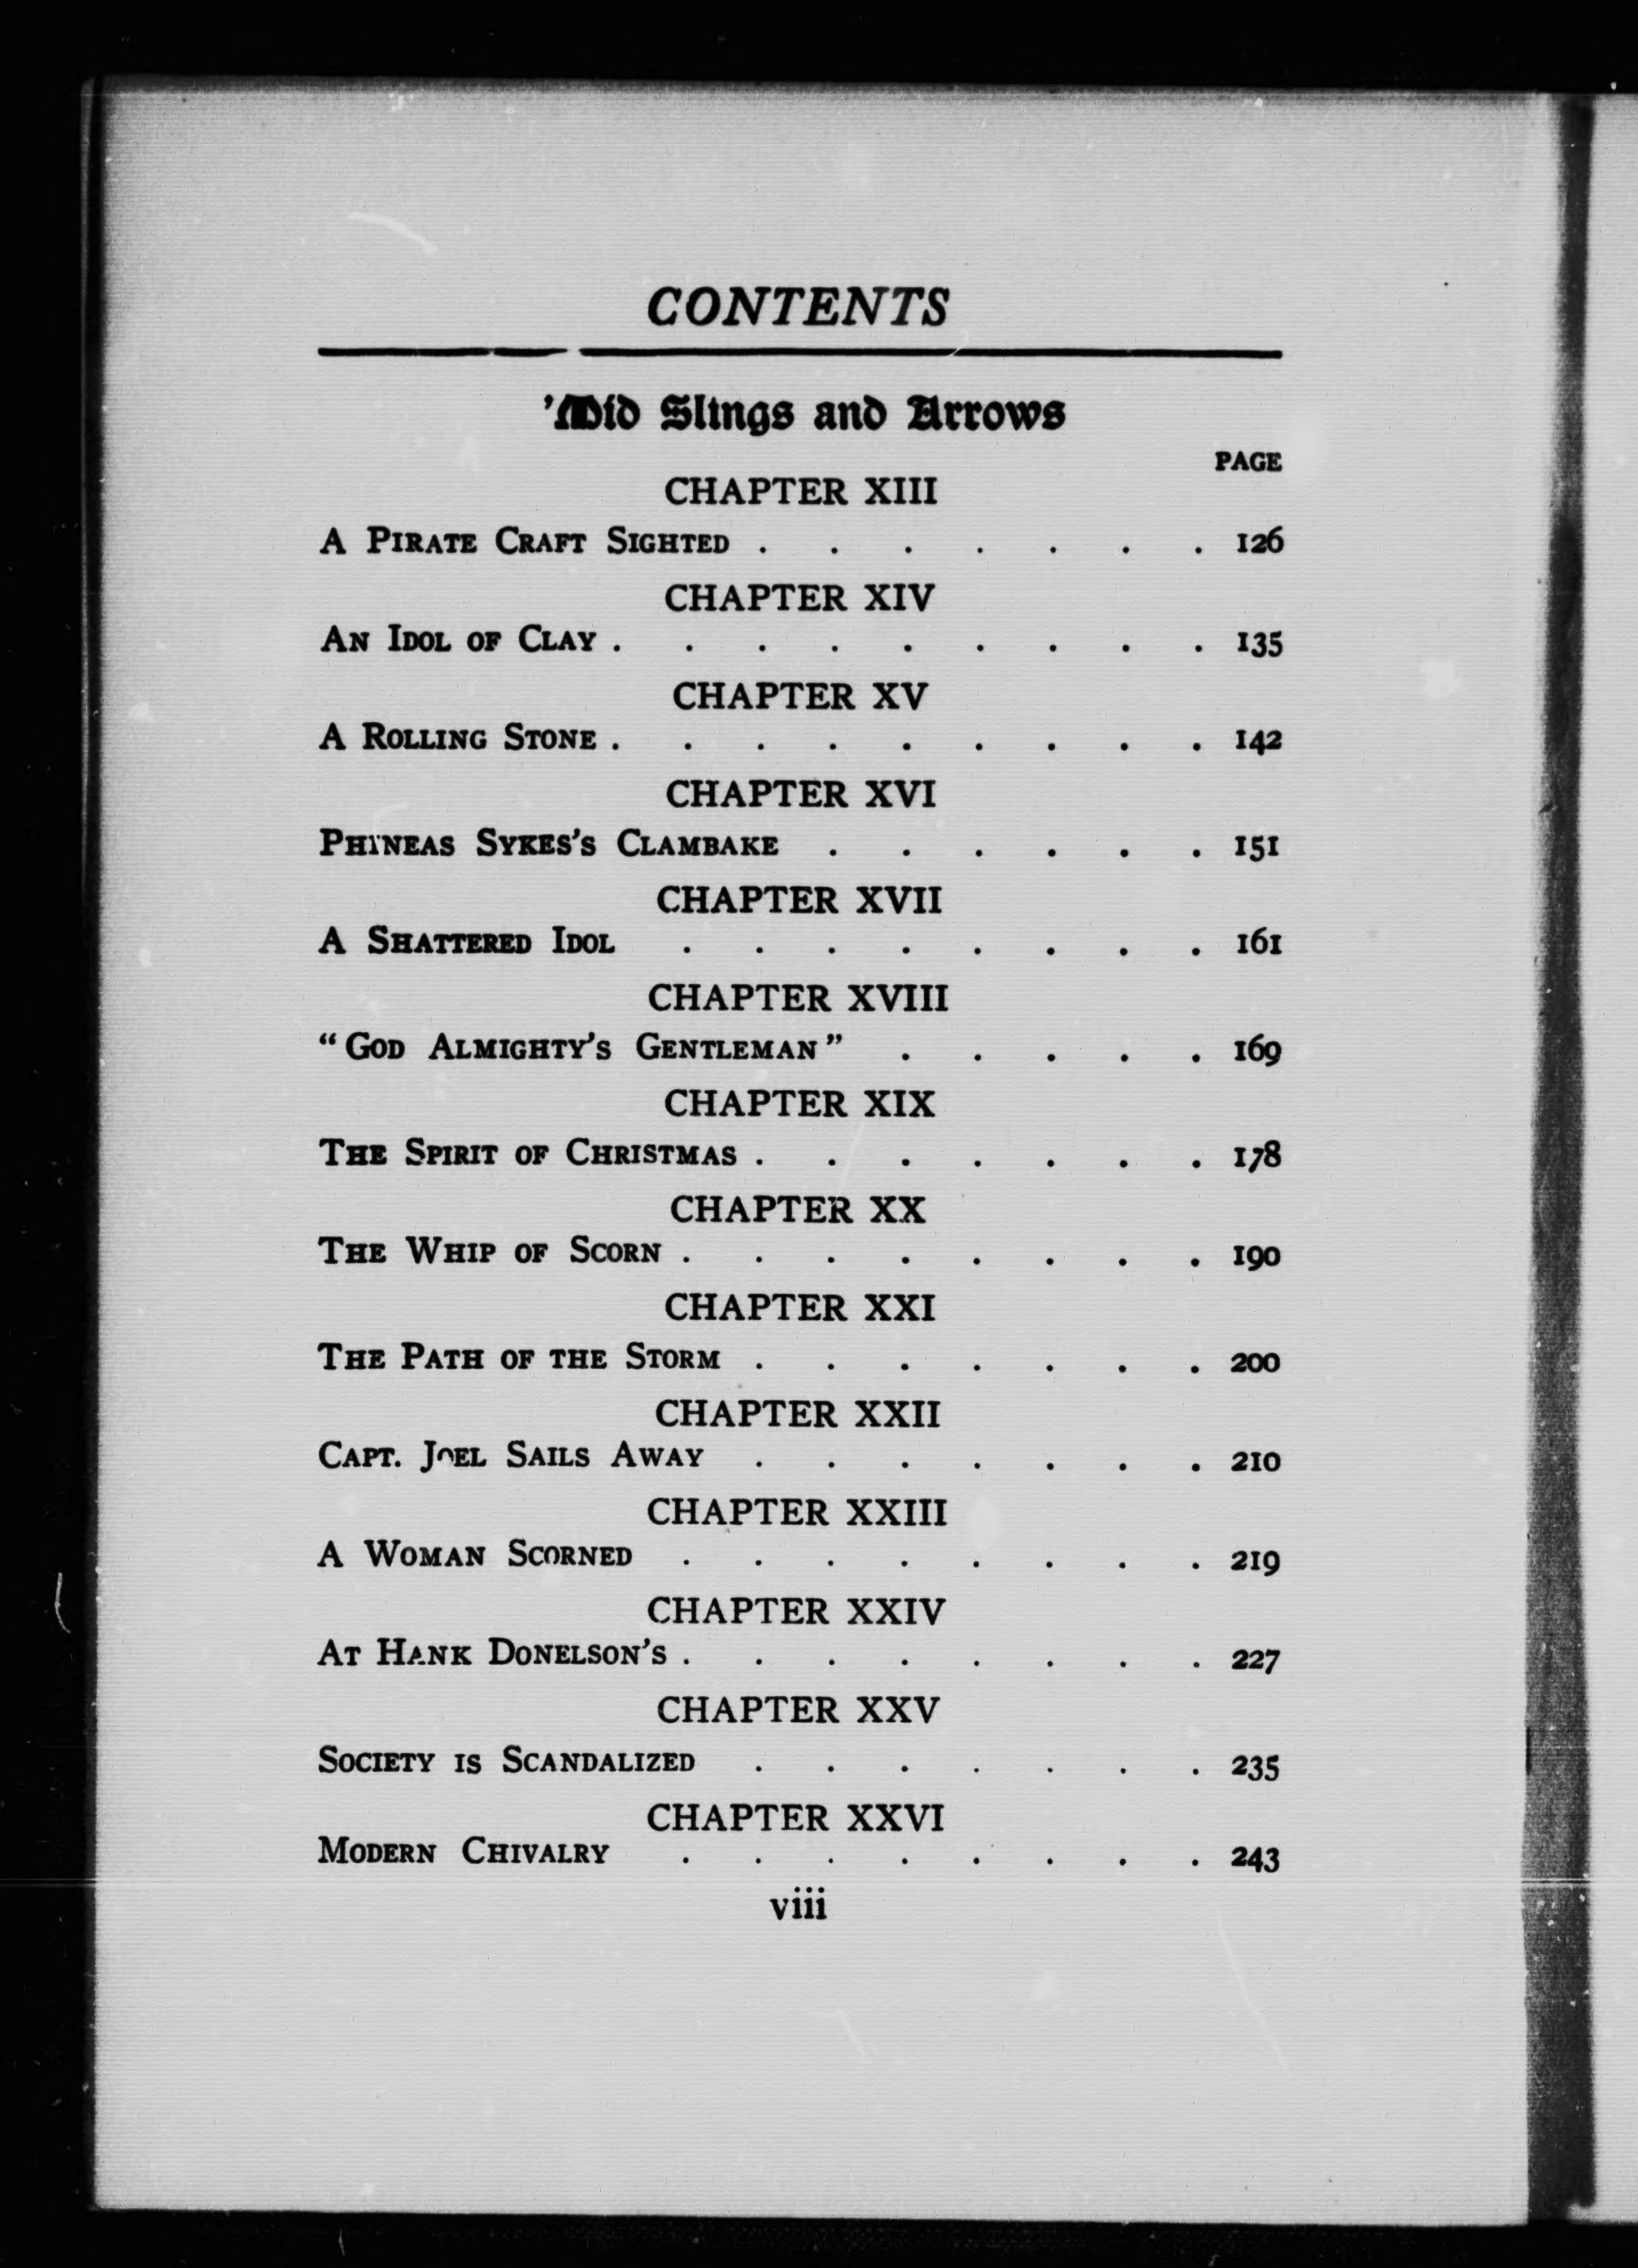 CONTENTS
'Mid Slings and Arrows
PAGE
CHAPTER XIII
A Pirate Craft Sighted . . . . . . . 126
CHAPTER XIV
An Idol of Clay . . . . . . . . . 135
CHAPTER XV
A Rolling Stone . . . . . . . . . 142
CHAPTER XVI
Phineas Sykes's Clambake . . . . . . 151
CHAPTER XVII
A Shattered Idol . . . . . . . . 161
CHAPTER XVIII
"God Almighty's Gentleman" . . . . . 169
CHAPTER XIX
The Spirit of Christmas . . . . . . . 178
CHAPTER XX
The Whip of Scorn . . . . . . . . 190
CHAPTER XXI
The Path of the Storm . . . . . . . 200
CHAPTER XXII
Capt. Joel Sails Away . . . . . . . 210
CHAPTER XXIII
A Woman Scorned . . . . . . . . 219
CHAPTER XXIV
At Hank Donelson's . . . . . . . . 227
CHAPTER XXV
Society is Scandalized . . . . . . . 235
CHAPTER XXVI
Modern Chivalry . . . . . . . . 243
viii